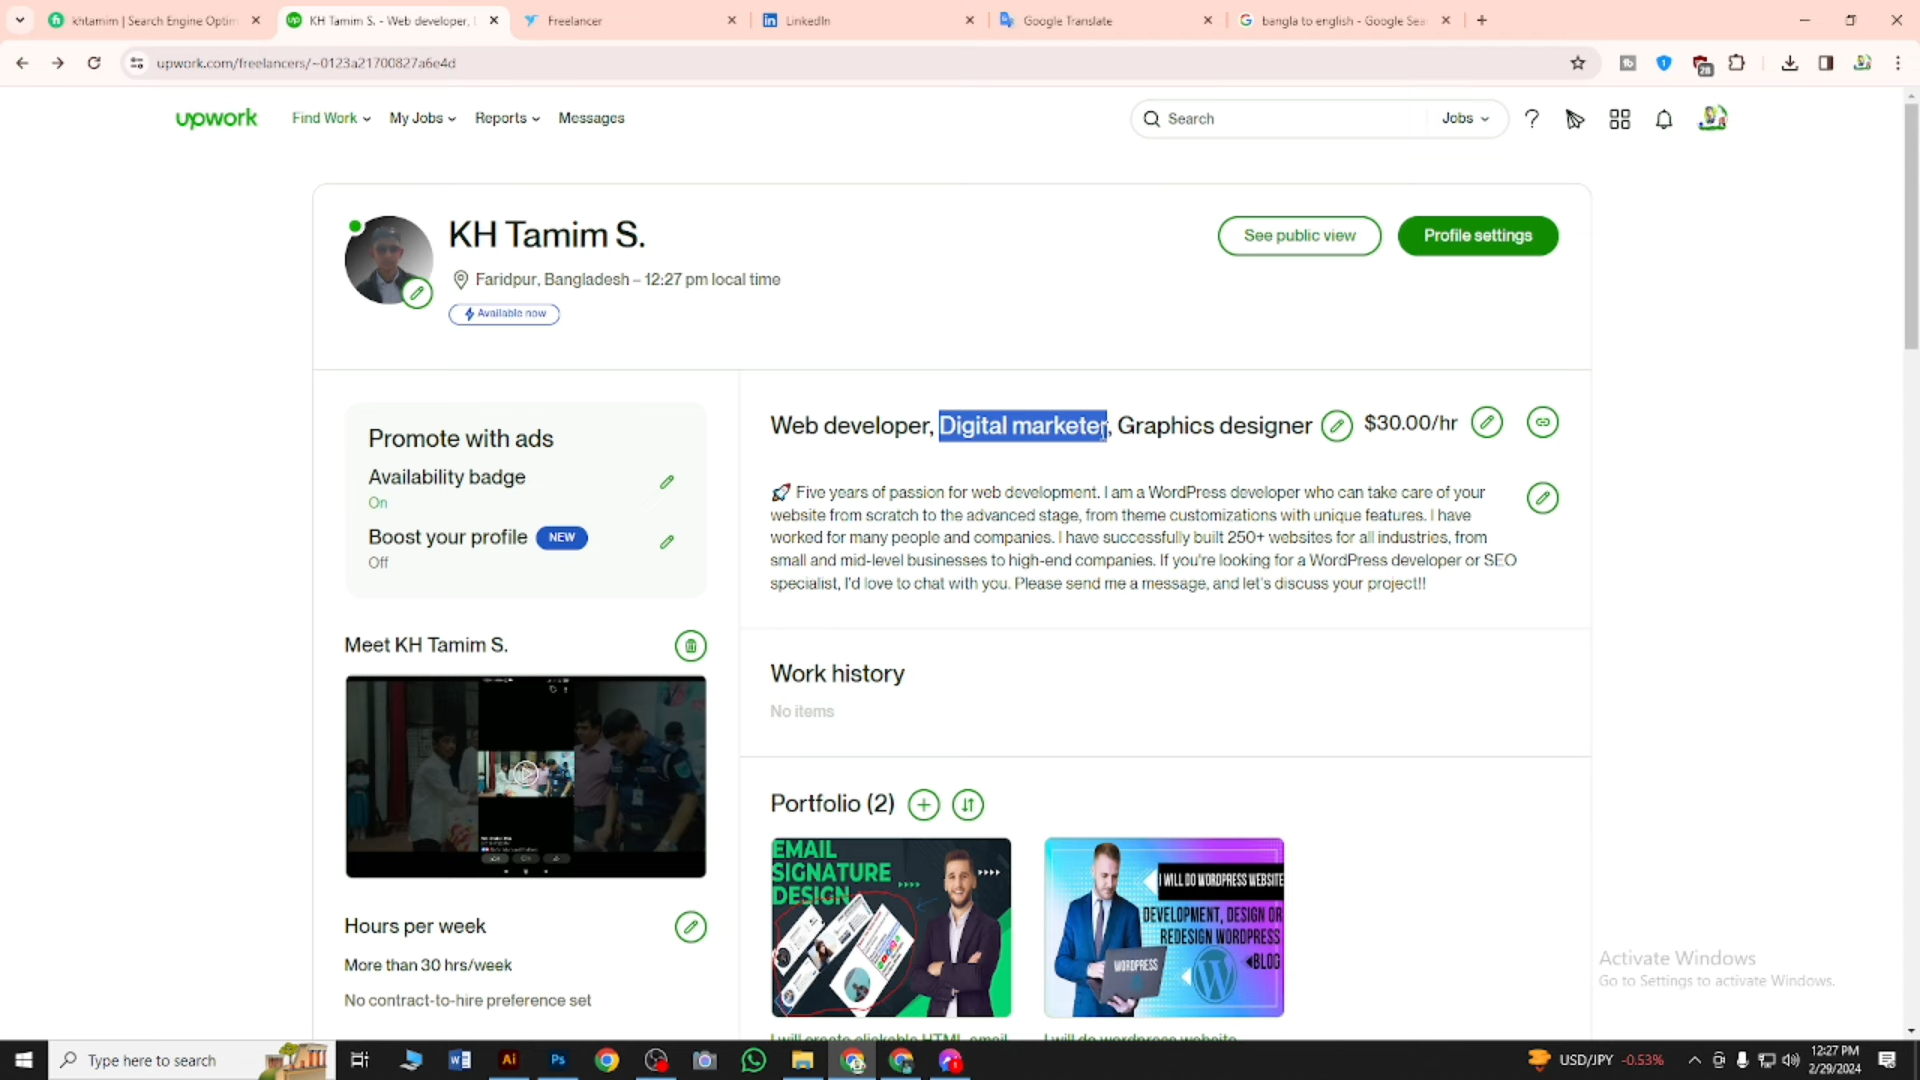 khtamim | Search Engine Optim
KH Tamim S. - Web developer,
Freelancer
LinkedIn
Google Translate
bangla to english - Google Sea
upwork.com/freelancers/~0123a21700827a6e4d
28
upwork
Find Work
My Jobs
Reports
Messages
Search
Jobs
KH Tamim S.
Faridpur, Bangladesh – 12:27 pm local time
Available now
See public view
Profile settings
Promote with ads
Availability badge
On
Boost your profile NEW
Off
Meet KH Tamim S.
Hours per week
More than 30 hrs/week
No contract-to-hire preference set
Web developer, Digital marketer, Graphics designer
$30.00/hr
🚀 Five years of passion for web development. I am a WordPress developer who can take care of your
website from scratch to the advanced stage, from theme customizations with unique features. I have
worked for many people and companies. I have successfully built 250+ websites for all industries, from
small and mid-level businesses to high-end companies. If you're looking for a WordPress developer or SEO
specialist, I'd love to chat with you. Please send me a message, and let's discuss your project!!
Work history
No items
Portfolio (2)
EMAIL
SIGNATURE
DESIGN
I WILL DO WORDPRESS WEBSITE
DEVELOPMENT, DESIGN OR
REDESIGN WORDPRESS
BLOG
WORDPRESS
I will create clickable HTML email
I will do wordpress website
Activate Windows
Go to Settings to activate Windows.
Type here to search
USD/JPY -0.53%
12:27 PM
2/29/2024